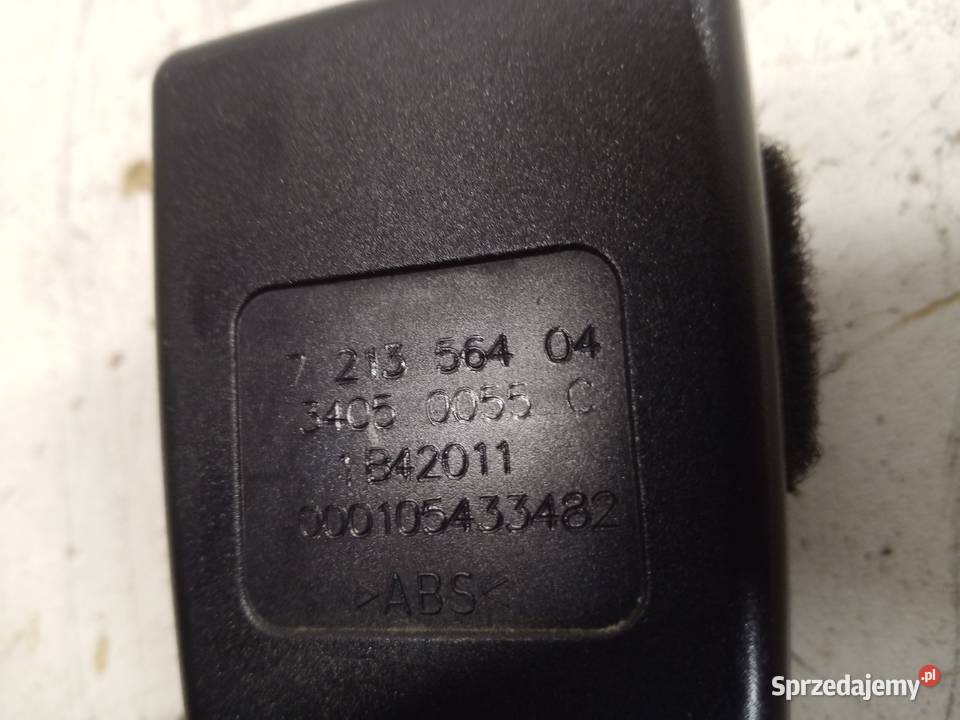 7 213 564 04
3405 0055 C
1B42011
000105433482
>ABS<
Sprzedajemy.pl